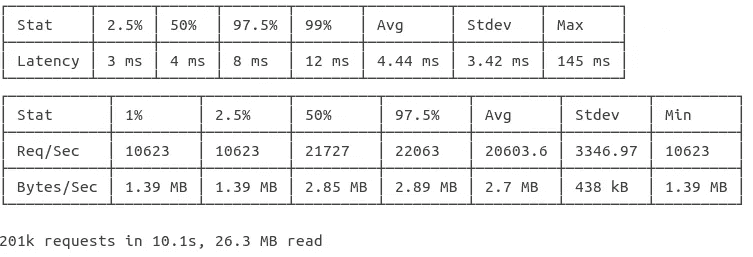 Stat 2.5% 50% 97.5% 99% Avg Stdev Max
Latency 3 ms 4 ms 8 ms 12 ms 4.44 ms 3.42 ms 145 ms
Stat 1% 2.5% 50% 97.5% Avg Stdev Min
Req/Sec 10623 10623 21727 22063 20603.6 3346.97 10623
Bytes/Sec 1.39 MB 1.39 MB 2.85 MB 2.89 MB 2.7 MB 438 kB 1.39 MB
201k requests in 10.1s, 26.3 MB read